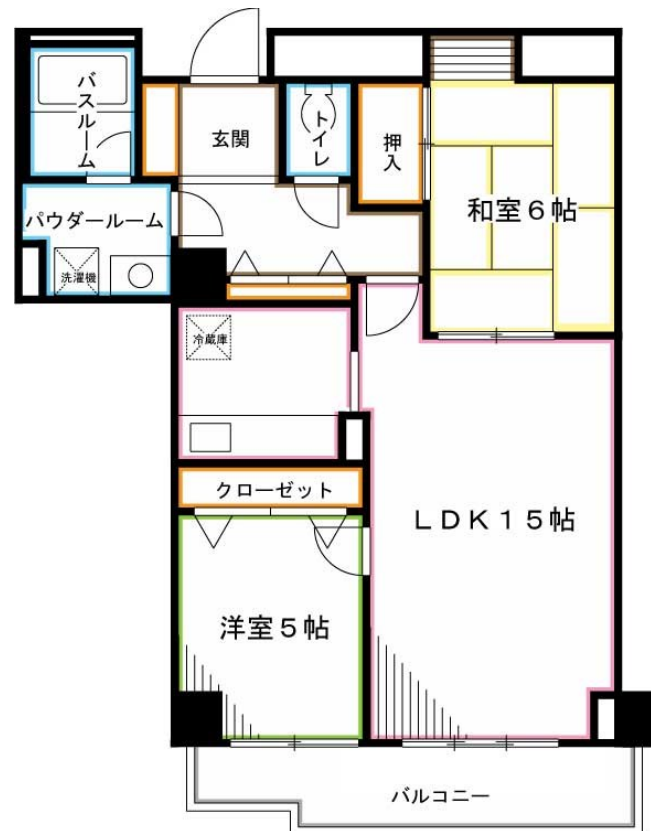 バスルーム
玄関
トイレ
押入
和室6帖
パウダールーム
洗濯機
冷蔵庫
クローゼット
LDK15帖
洋室5帖
バルコニー